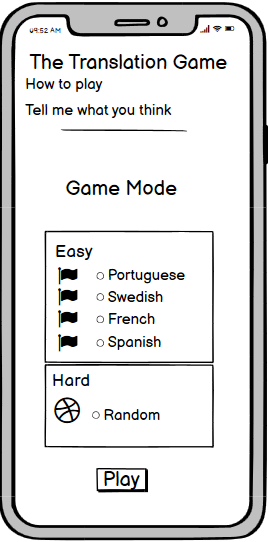 09:52 AM
The Translation Game
How to play
Tell me what you think
Game Mode
Easy
Portuguese
Swedish
French
Spanish
Hard
Random
Play